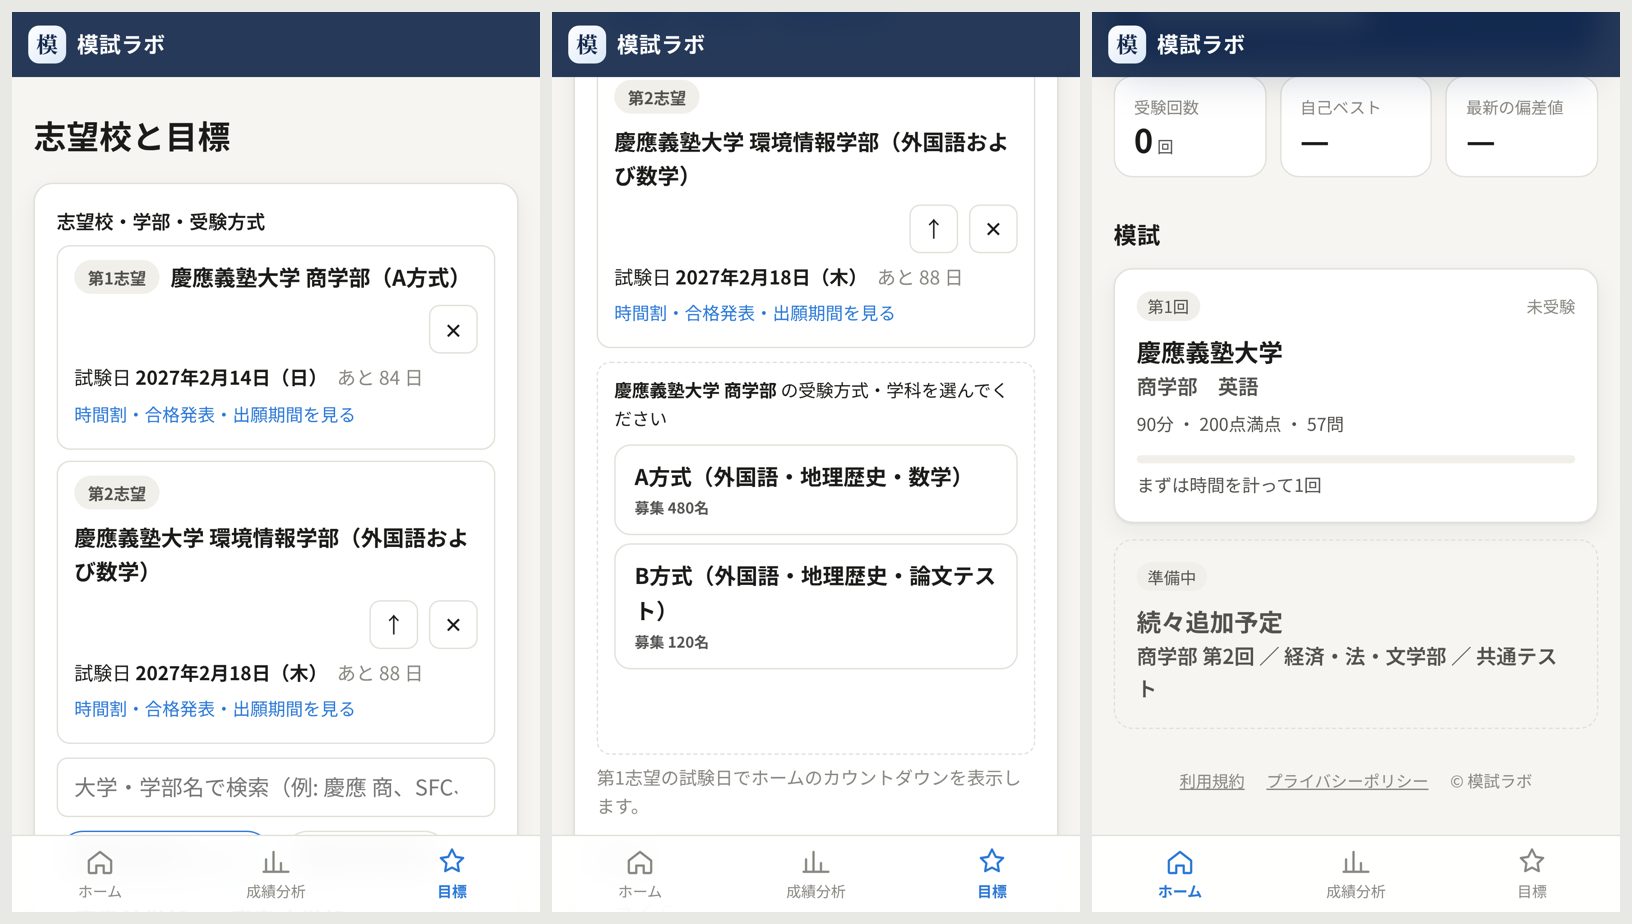 模 模試ラボ
志望校と目標
志望校・学部・受験方式
第1志望 慶應義塾大学 商学部（A方式）
×
試験日 2027年2月14日（日） あと 84 日
時間割・合格発表・出願期間を見る
第2志望
慶應義塾大学 環境情報学部（外国語およ
び数学）
↑ ×
試験日 2027年2月18日（木） あと 88 日
時間割・合格発表・出願期間を見る
大学・学部名で検索（例: 慶應 商、SFC、
ホーム 成績分析 目標
模 模試ラボ
第2志望
慶應義塾大学 環境情報学部（外国語およ
び数学）
↑ ×
試験日 2027年2月18日（木） あと 88 日
時間割・合格発表・出願期間を見る
慶應義塾大学 商学部 の受験方式・学科を選んでく
ださい
A方式（外国語・地理歴史・数学）
募集 480名
B方式（外国語・地理歴史・論文テス
ト）
募集 120名
第1志望の試験日でホームのカウントダウンを表示し
ます。
ホーム 成績分析 目標
模 模試ラボ
受験回数 自己ベスト 最新の偏差値
0 回 — —
模試
第1回 未受験
慶應義塾大学
商学部 英語
90分 ・ 200点満点 ・ 57問
まずは時間を計って1回
準備中
続々追加予定
商学部 第2回 ／ 経済・法・文学部 ／ 共通テス
ト
利用規約 プライバシーポリシー © 模試ラボ
ホーム 成績分析 目標